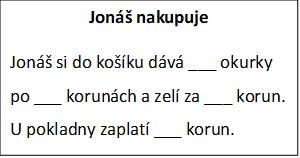 Jonáš nakupuje
Jonáš si do košíku dává ___ okurky
po ___ korunách a zelí za ___ korun.
U pokladny zaplatí ___ korun.